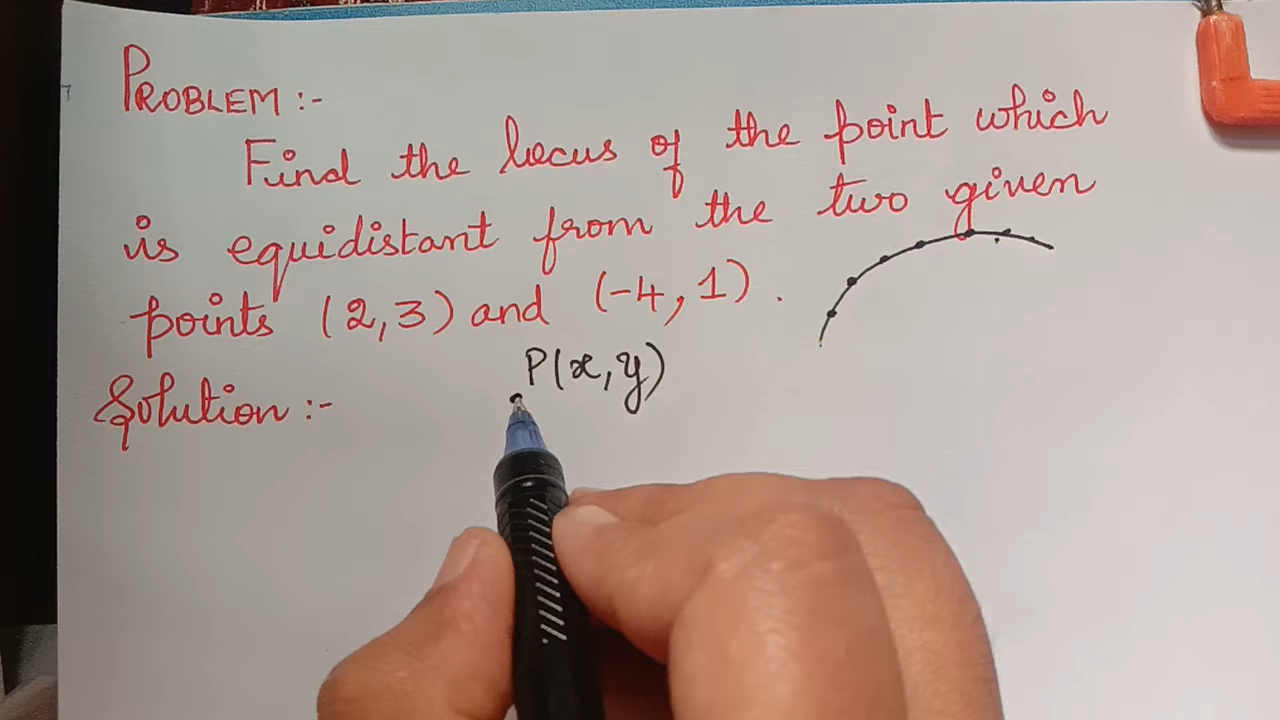 PROBLEM :-
Find the locus of the point which
is equidistant from the two given
points (2,3) and (-4,1).
Solution :-
P(x,y)